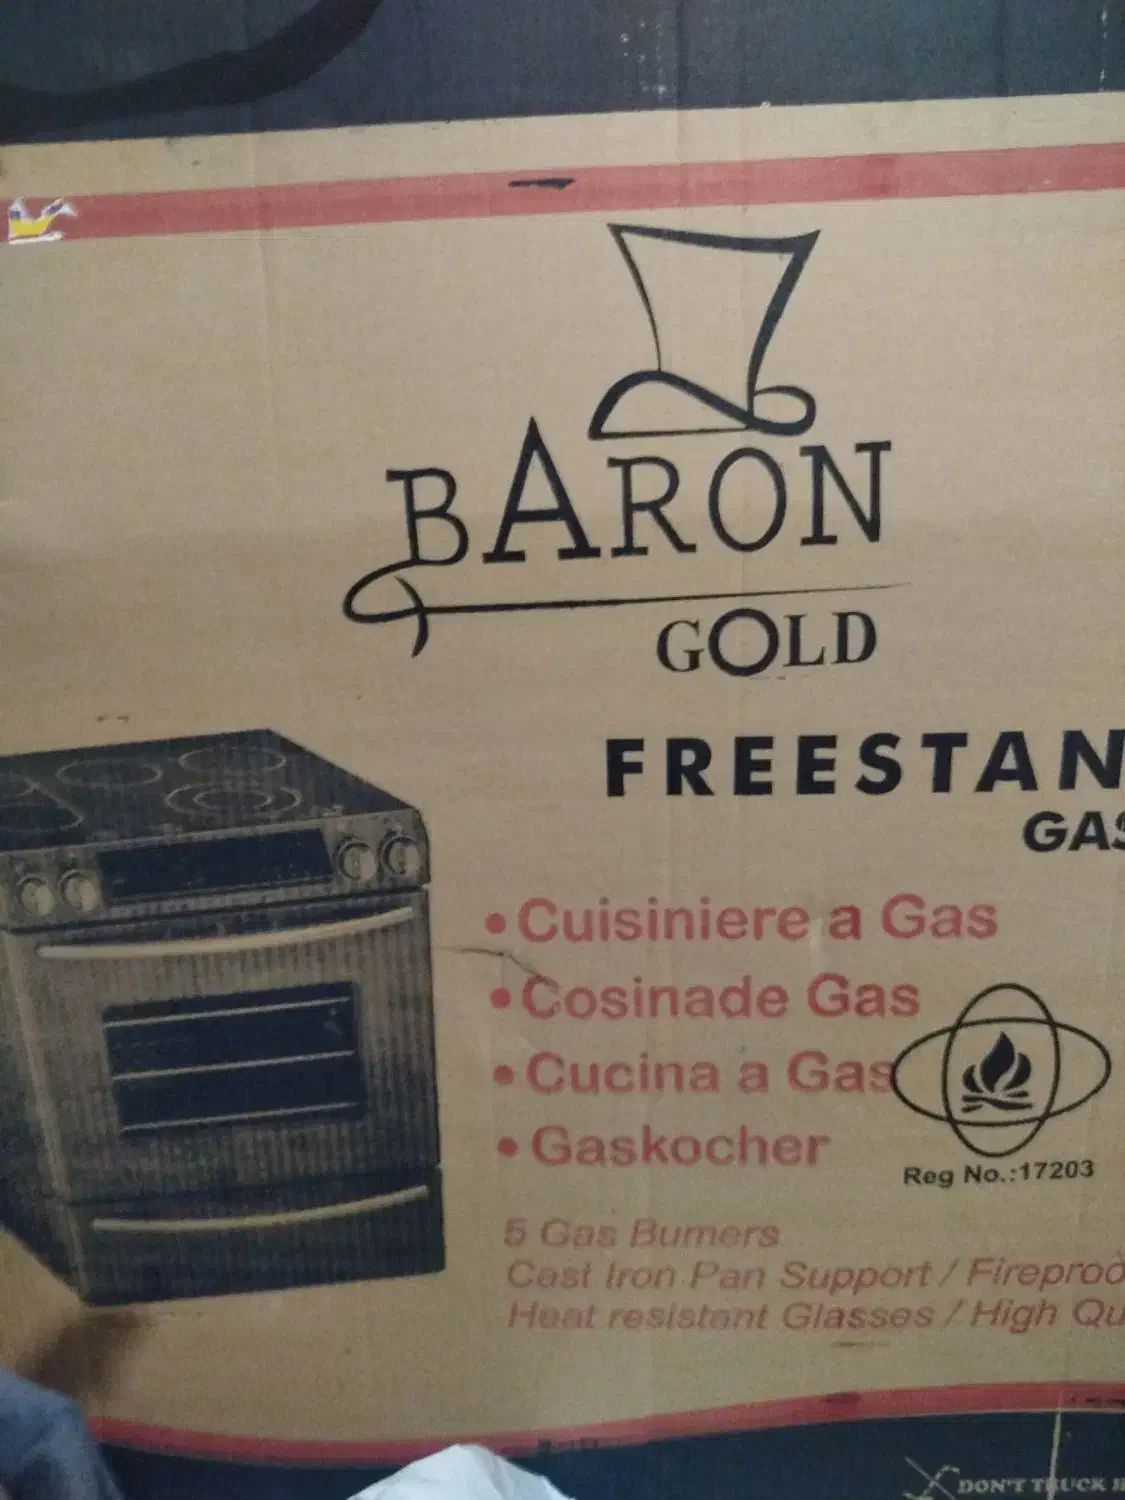 BARON
GOLD
FREESTAN
GAS
• Cuisiniere a Gas
• Cosinade Gas
• Cucina a Gas
• Gaskocher
Reg No.:17203
5 Gas Burners
Cast Iron Pan Support / Fireproo
Heat resistant Glasses / High Qu
DON'T TRUCK